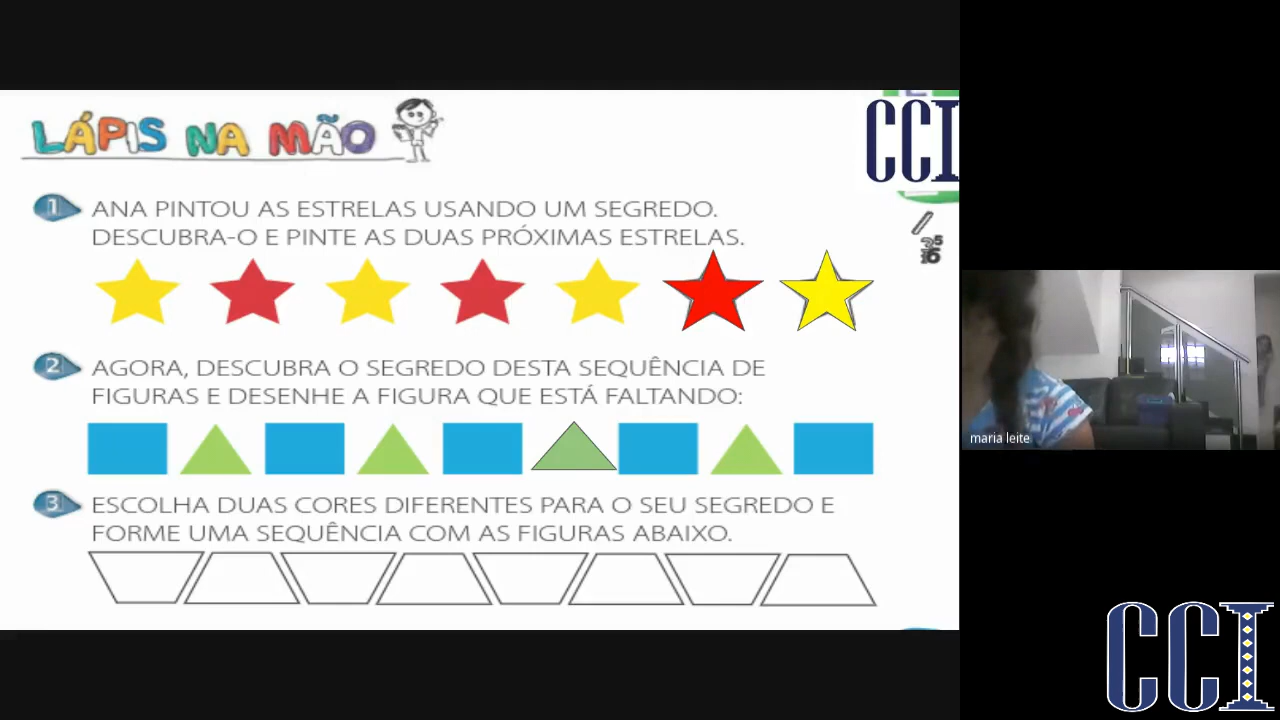 LÁPIS NA MÃO
CCI
1 ANA PINTOU AS ESTRELAS USANDO UM SEGREDO.
DESCUBRA-O E PINTE AS DUAS PRÓXIMAS ESTRELAS.
2 AGORA, DESCUBRA O SEGREDO DESTA SEQUÊNCIA DE
FIGURAS E DESENHE A FIGURA QUE ESTÁ FALTANDO:
3 ESCOLHA DUAS CORES DIFERENTES PARA O SEU SEGREDO E
FORME UMA SEQUÊNCIA COM AS FIGURAS ABAIXO.
maria leite
CCI